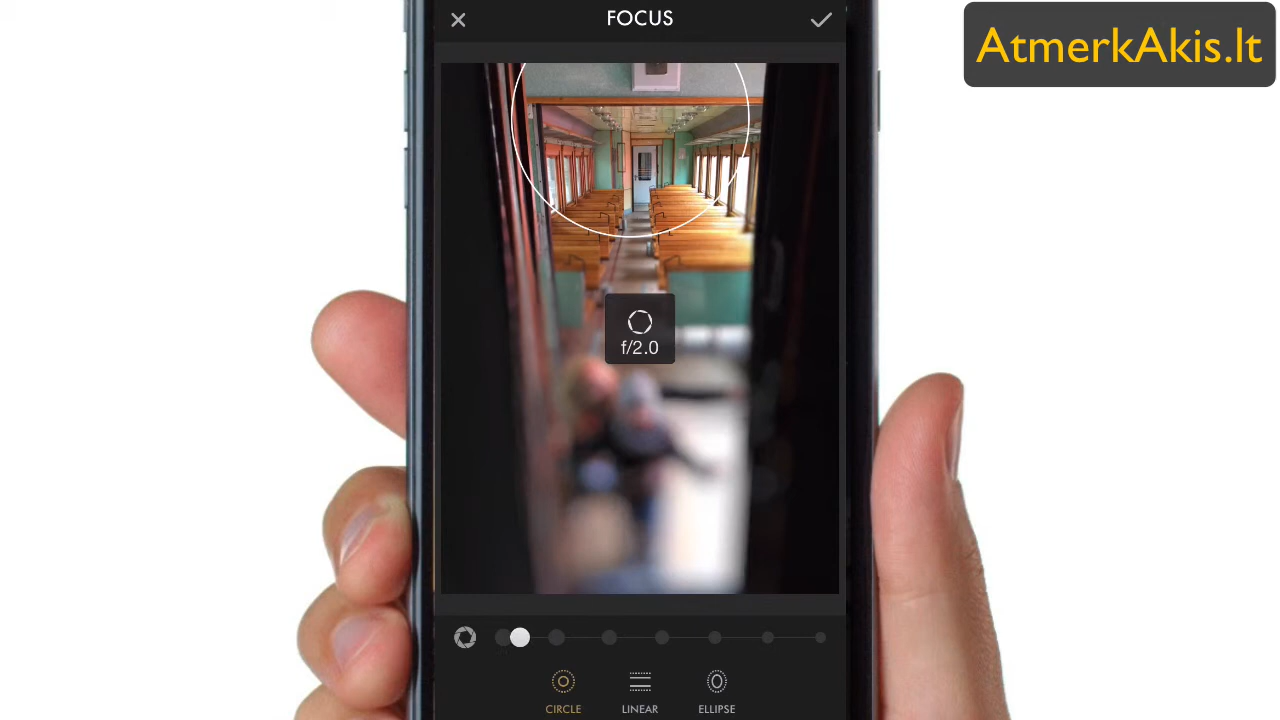 FOCUS
AtmerkAkis.lt
f/2.0
CIRCLE
LINEAR
ELLIPSE